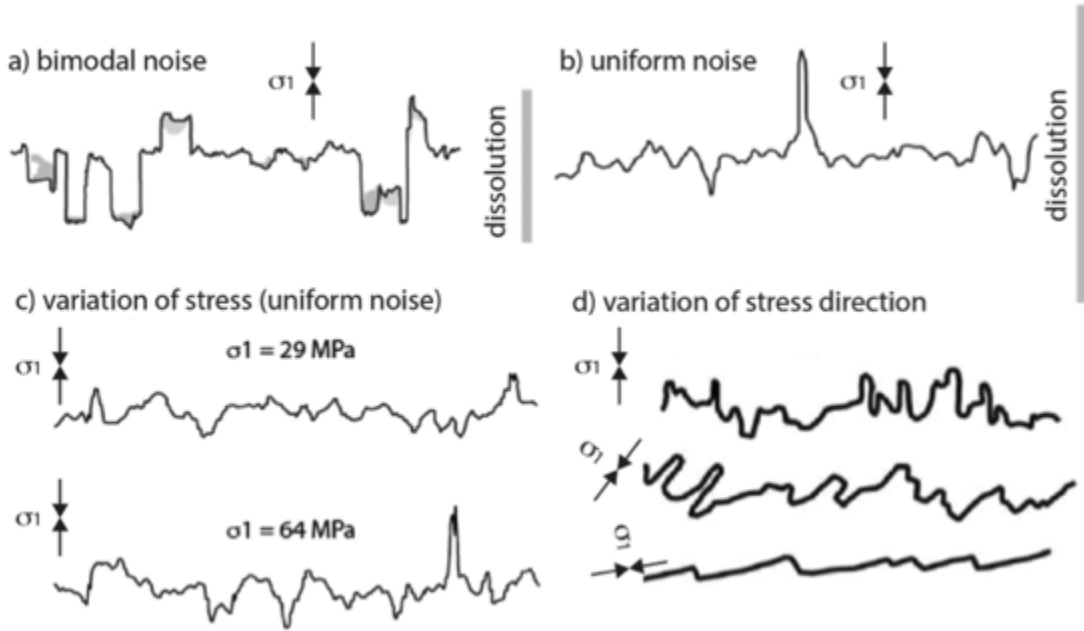 a) bimodal noise
σ1
dissolution
b) uniform noise
σ1
dissolution
c) variation of stress (uniform noise)
σ1
σ1 = 29 MPa
σ1
σ1 = 64 MPa
d) variation of stress direction
σ1
σ1
σ1